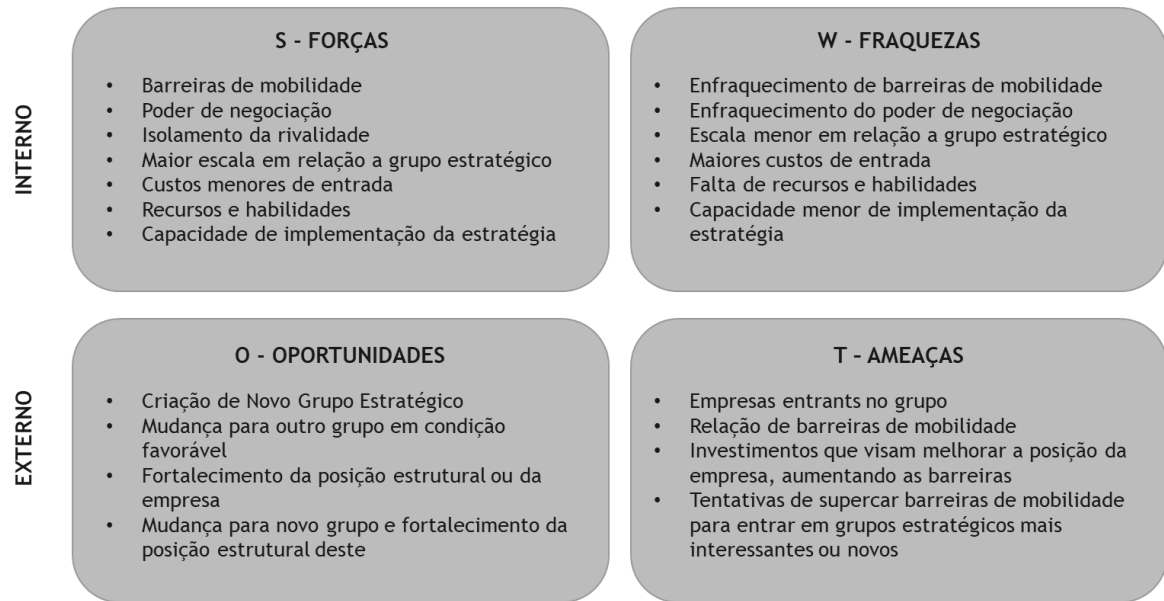 INTERNO
S - FORÇAS
• Barreiras de mobilidade
• Poder de negociação
• Isolamento da rivalidade
• Maior escala em relação a grupo estratégico
• Custos menores de entrada
• Recursos e habilidades
• Capacidade de implementação da estratégia
W - FRAQUEZAS
• Enfraquecimento de barreiras de mobilidade
• Enfraquecimento do poder de negociação
• Escala menor em relação a grupo estratégico
• Maiores custos de entrada
• Falta de recursos e habilidades
• Capacidade menor de implementação da
estratégia
EXTERNO
O - OPORTUNIDADES
• Criação de Novo Grupo Estratégico
• Mudança para outro grupo em condição
favorável
• Fortalecimento da posição estrutural ou da
empresa
• Mudança para novo grupo e fortalecimento da
posição estrutural deste
T – AMEAÇAS
• Empresas entrants no grupo
• Relação de barreiras de mobilidade
• Investimentos que visam melhorar a posição da
empresa, aumentando as barreiras
• Tentativas de supercar barreiras de mobilidade
para entrar em grupos estratégicos mais
interessantes ou novos